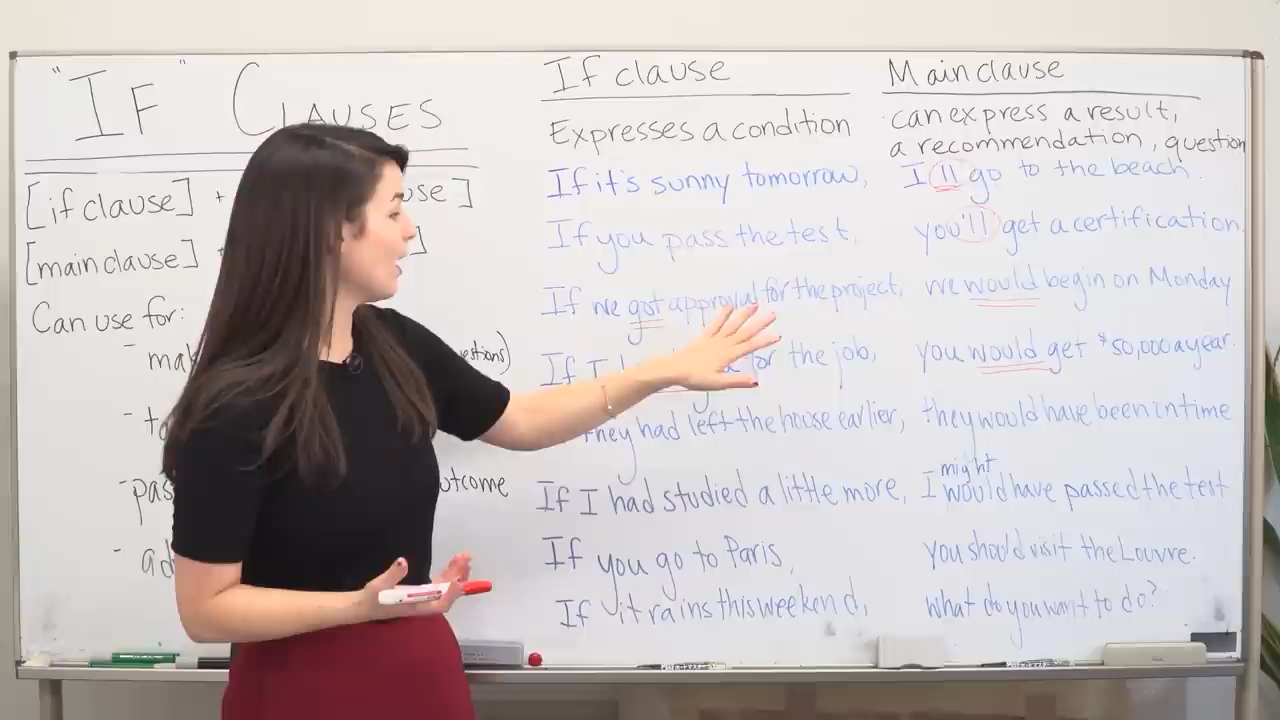 "IF" CLAUSES
[if clause] +
[main clause] +
Can use for:
-
-
-
-
outcome
If clause
Expresses a condition
If it's sunny tomorrow,
If you pass the test,
If we got approval for the project,
If I for the job,
they had left the house earlier,
If I had studied a little more,
If you go to Paris,
If it rains this weekend,
Main clause
can express a result,
a recommendation, question
I'll go to the beach.
you'll get a certification.
we would begin on Monday
you would get $50,000 a year.
they would have been on time
might
I would have passed the test
you should visit the Louvre.
What do you want to do?